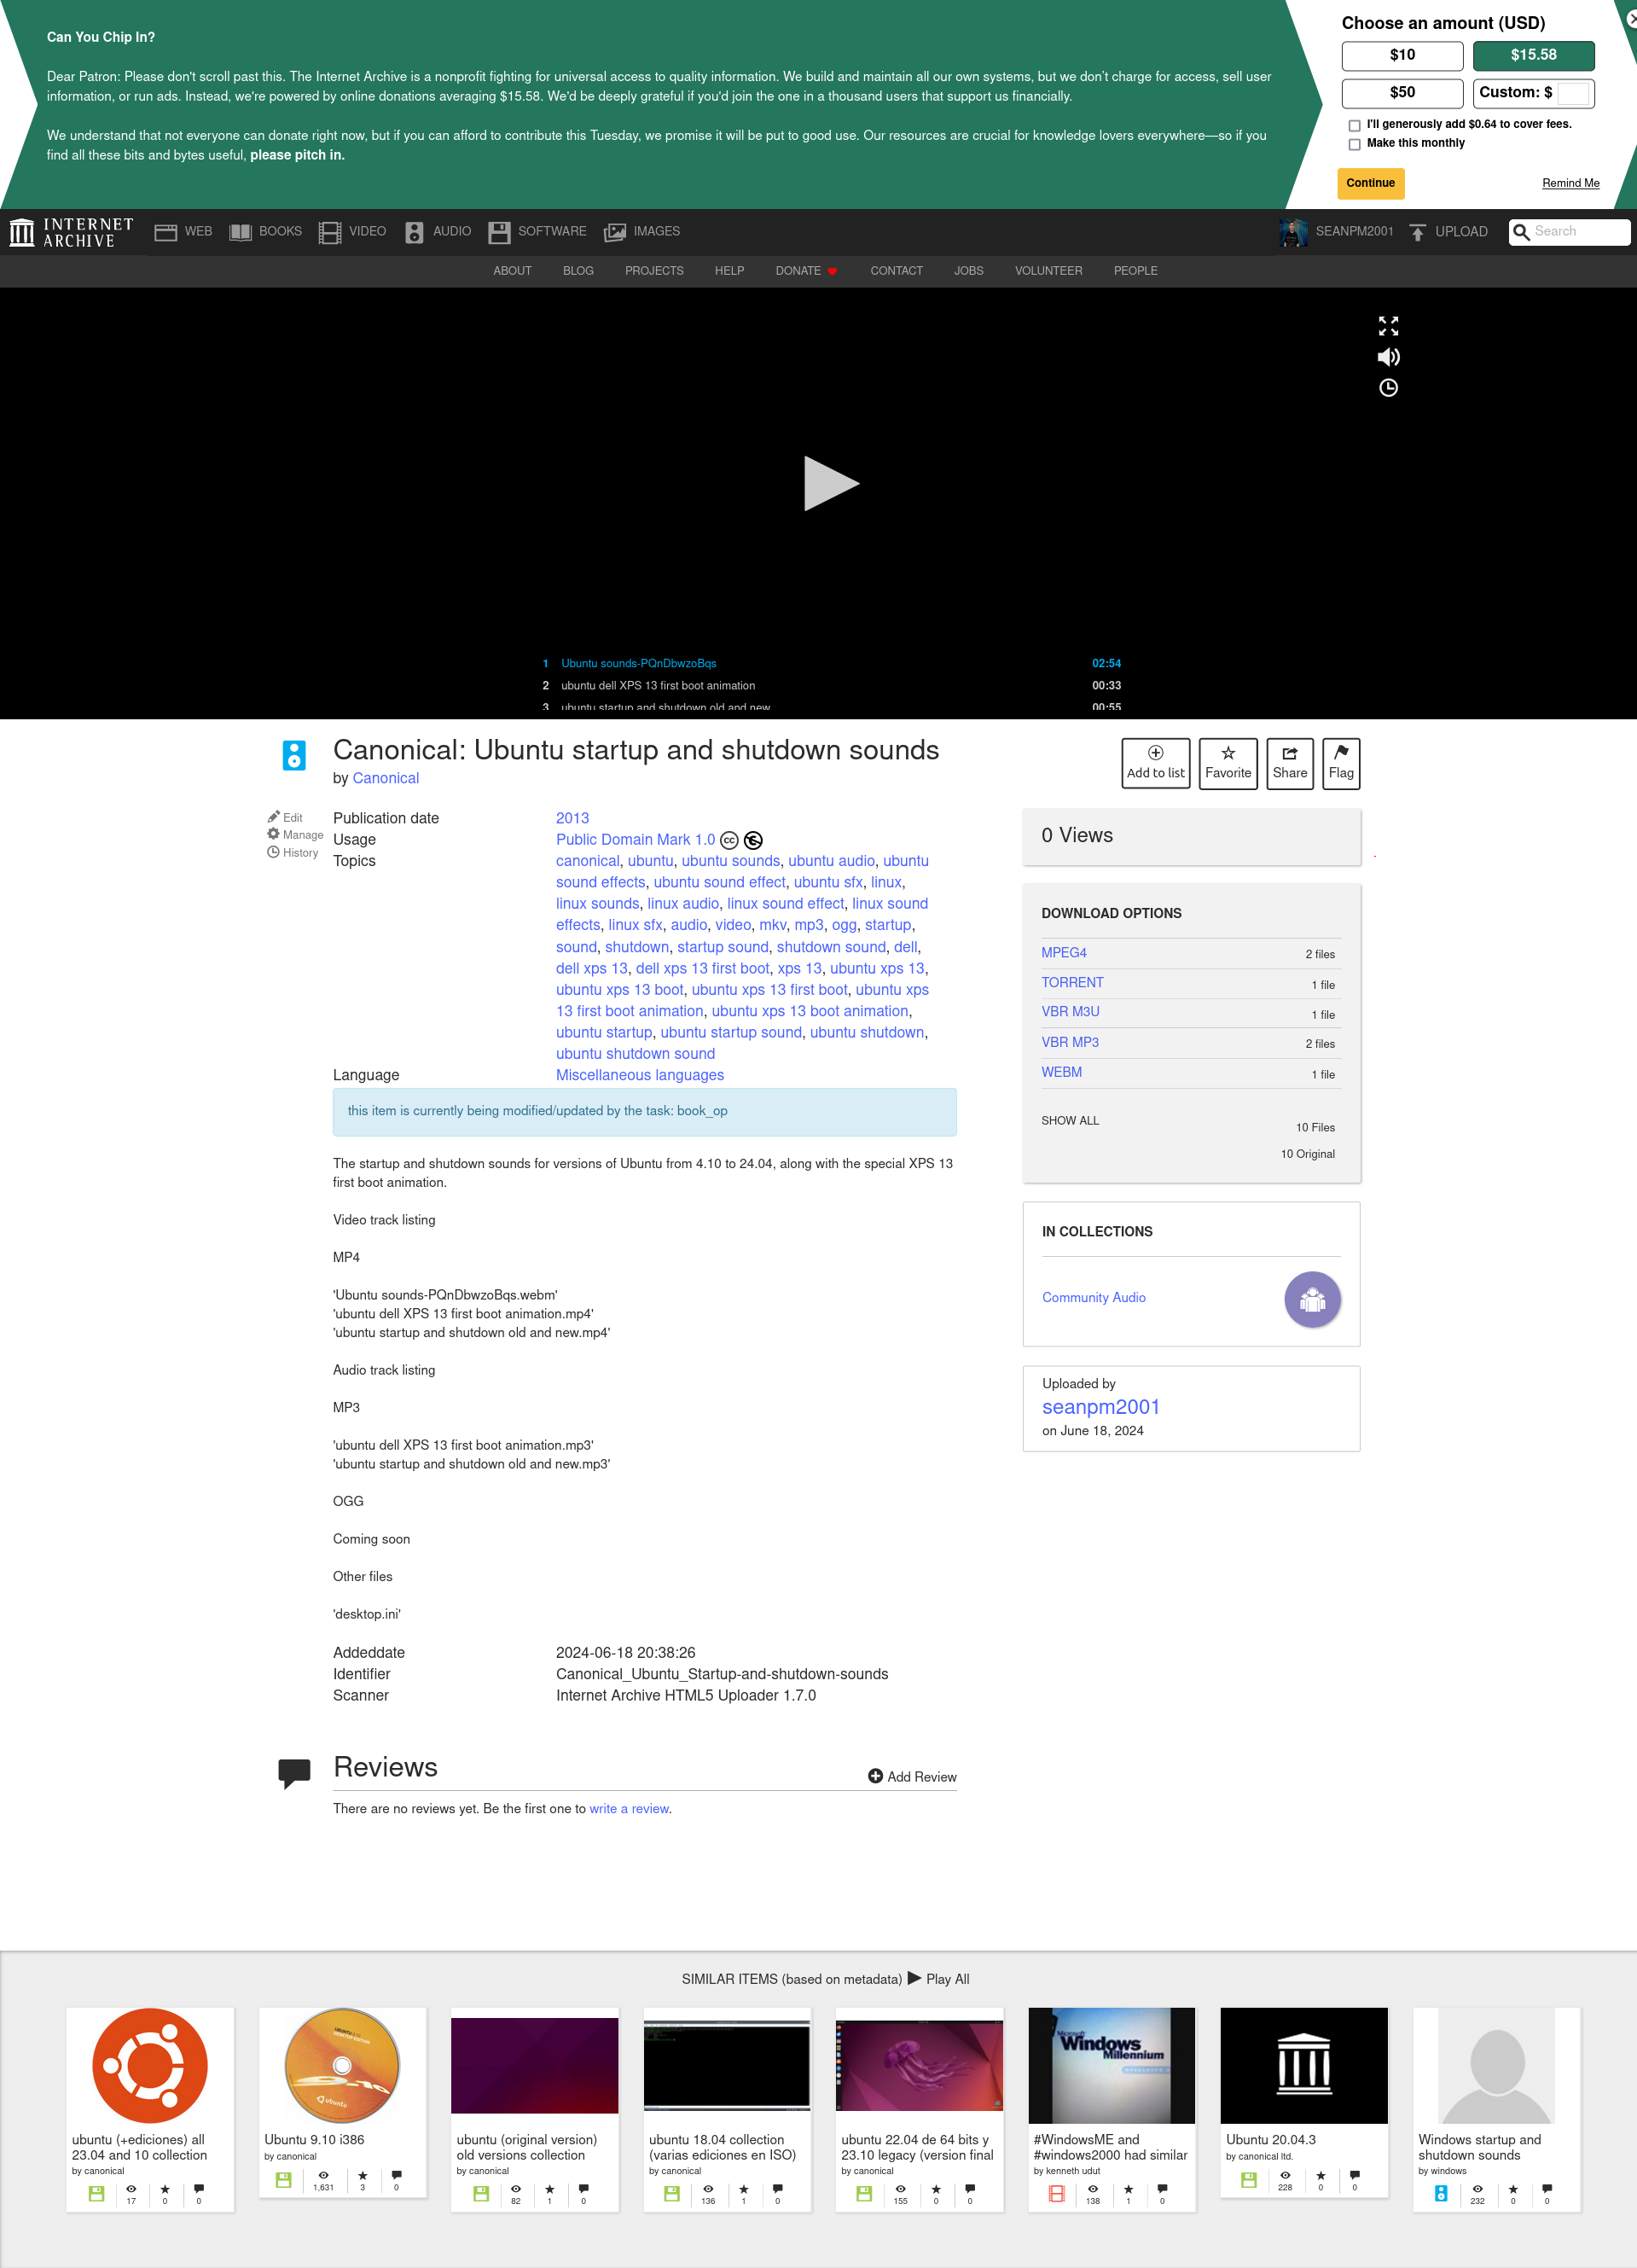 Can You Chip In?
Dear Patron: Please don't scroll past this. The Internet Archive is a nonprofit fighting for universal access to quality information. We build and maintain all our own systems, but we don't charge for access, sell user
information, or run ads. Instead, we're powered by online donations averaging $15.58. We'd be deeply grateful if you'd join the one in a thousand users that support us financially.
We understand that not everyone can donate right now, but if you can afford to contribute this Tuesday, we promise it will be put to good use. Our resources are crucial for knowledge lovers everywhere—so if you
find all these bits and bytes useful, please pitch in.
Choose an amount (USD)
$10 $15.58
$50 Custom: $
I'll generously add $0.64 to cover fees.
Make this monthly
Continue Remind Me
INTERNET ARCHIVE WEB BOOKS VIDEO AUDIO SOFTWARE IMAGES SEANPM2001 UPLOAD Search
ABOUT BLOG PROJECTS HELP DONATE CONTACT JOBS VOLUNTEER PEOPLE
1 Ubuntu sounds-PQnDbwzoBqs 02:54
2 ubuntu dell XPS 13 first boot animation 00:33
3 ubuntu startup and shutdown old and new 00:55
Canonical: Ubuntu startup and shutdown sounds
by Canonical
Add to list Favorite Share Flag
Edit
Manage
History
Publication date 2013
Usage Public Domain Mark 1.0
Topics canonical, ubuntu, ubuntu sounds, ubuntu audio, ubuntu
sound effects, ubuntu sound effect, ubuntu sfx, linux,
linux sounds, linux audio, linux sound effect, linux sound
effects, linux sfx, audio, video, mkv, mp3, ogg, startup,
sound, shutdown, startup sound, shutdown sound, dell,
dell xps 13, dell xps 13 first boot, xps 13, ubuntu xps 13,
ubuntu xps 13 boot, ubuntu xps 13 first boot, ubuntu xps
13 first boot animation, ubuntu xps 13 boot animation,
ubuntu startup, ubuntu startup sound, ubuntu shutdown,
ubuntu shutdown sound
Language Miscellaneous languages
this item is currently being modified/updated by the task: book_op
The startup and shutdown sounds for versions of Ubuntu from 4.10 to 24.04, along with the special XPS 13
first boot animation.
Video track listing
MP4
'Ubuntu sounds-PQnDbwzoBqs.webm'
'ubuntu dell XPS 13 first boot animation.mp4'
'ubuntu startup and shutdown old and new.mp4'
Audio track listing
MP3
'ubuntu dell XPS 13 first boot animation.mp3'
'ubuntu startup and shutdown old and new.mp3'
OGG
Coming soon
Other files
'desktop.ini'
Addeddate 2024-06-18 20:38:26
Identifier Canonical_Ubuntu_Startup-and-shutdown-sounds
Scanner Internet Archive HTML5 Uploader 1.7.0
0 Views
DOWNLOAD OPTIONS
MPEG4 2 files
TORRENT 1 file
VBR M3U 1 file
VBR MP3 2 files
WEBM 1 file
SHOW ALL 10 Files
10 Original
IN COLLECTIONS
Community Audio
Uploaded by
seanpm2001
on June 18, 2024
Reviews
Add Review
There are no reviews yet. Be the first one to write a review.
SIMILAR ITEMS (based on metadata) Play All
ubuntu (+ediciones) all
23.04 and 10 collection
by canonical
17 0 0
Ubuntu 9.10 i386
by canonical
1,631 3 0
ubuntu (original version)
old versions collection
by canonical
82 1 0
ubuntu 18.04 collection
(varias ediciones en ISO)
by canonical
136 1 0
ubuntu 22.04 de 64 bits y
23.10 legacy (version final
by canonical
155 0 0
Microsoft
Windows
Millennium
#WindowsME and
#windows2000 had similar
by kenneth udut
138 1 0
Ubuntu 20.04.3
by canonical ltd.
228 0 0
Windows startup and
shutdown sounds
by windows
232 0 0